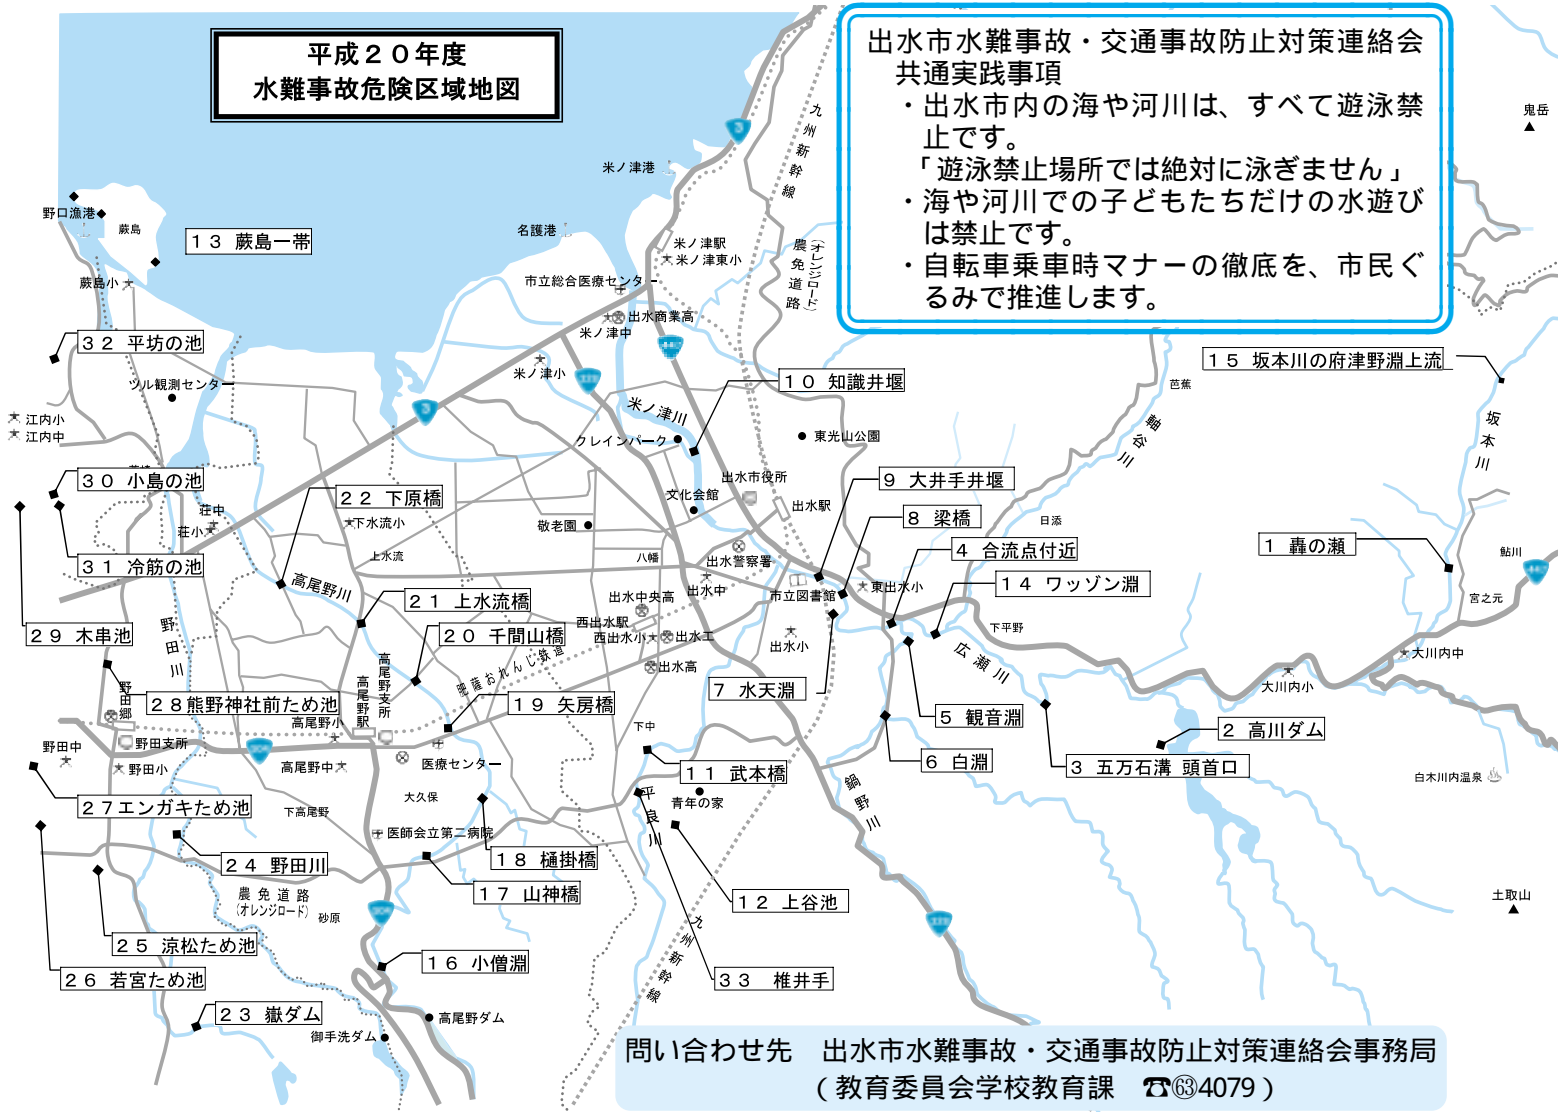 平成２０年度
水難事故危険区域地図
出水市水難事故・交通事故防止対策連絡会
共通実践事項
・出水市内の海や河川は、すべて遊泳禁
止です。
「遊泳禁止場所では絶対に泳ぎません」
・海や河川での子どもたちだけの水遊び
は禁止です。
・自転車乗車時マナーの徹底を、市民ぐ
るみで推進します。
鬼岳
九州新幹線
3
米ノ津港
野口漁港
蕨島
１３ 蕨島一帯
名護港
米ノ津駅
米ノ津東小
農免道路
(オレンジロード)
蕨島小
市立総合医療センター
出水商業高
米ノ津中
３２ 平坊の池
米ノ津小
１０ 知識井堰
１５ 坂本川の府津野淵上流
芭蕉
ツル観測センター
3
米ノ津川
軸谷川
坂本川
江内小
江内中
クレインパーク
東光山公園
３０ 小島の池
２２ 下原橋
出水市役所
９ 大井手井堰
文化会館
出水駅
荘中
荘小
下水流小
敬老園
８ 梁橋
日添
３１ 冷筋の池
上水流
八幡
出水警察署
４ 合流点付近
１ 轟の瀬
鮎川
高尾野川
出水中
市立図書館
東出水小
１４ ワッゾン淵
２１ 上水流橋
出水中央高
宮之元
２９ 木串池
野田川
２０ 千間山橋
西出水駅
西出水小
出水工
出水小
下平野
広瀬川
大川内中
肥薩おれんじ鉄道
高尾野支所
高尾野駅
出水高
７ 水天淵
大川内小
野田郷
２８熊野神社前ため池
１９ 矢房橋
５ 観音淵
高尾野小
下中
２ 高川ダム
野田支所
野田中
野田小
高尾野中
医療センター
１１ 武本橋
６ 白淵
３ 五万石溝 頭首口
白木川内温泉
２７エンガキため池
大久保
下高尾野
平良川
青年の家
鍋野川
医師会立第二病院
２４ 野田川
１８ 樋掛橋
１７ 山神橋
１２ 上谷池
土取山
農免道路
(オレンジロード)
砂原
２５ 涼松ため池
九州新幹線
１６ 小僧淵
２６ 若宮ため池
３３ 椎井手
２３ 嶽ダム
高尾野ダム
御手洗ダム
問い合わせ先 出水市水難事故・交通事故防止対策連絡会事務局
（教育委員会学校教育課 ☎㊿4079）